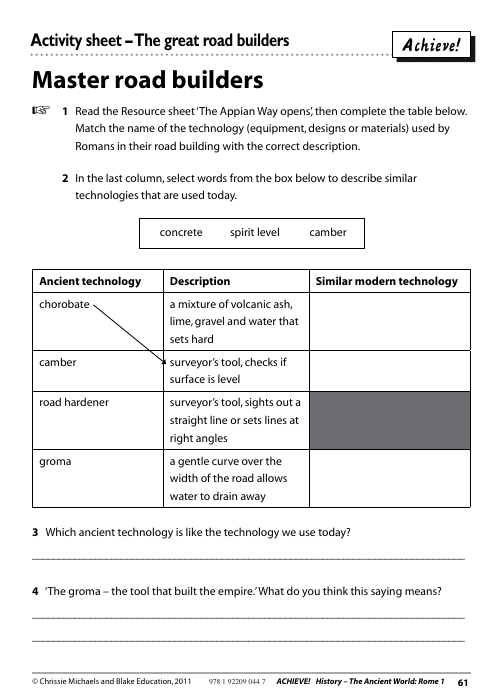 Activity sheet – The great road builders
Achieve!
Master road builders
1 Read the Resource sheet ‘The Appian Way opens’, then complete the table below.
Match the name of the technology (equipment, designs or materials) used by
Romans in their road building with the correct description.
2 In the last column, select words from the box below to describe similar
technologies that are used today.
concrete spirit level camber
Ancient technology Description Similar modern technology
chorobate
a mixture of volcanic ash,
lime, gravel and water that
sets hard
camber
surveyor’s tool, checks if
surface is level
road hardener
surveyor’s tool, sights out a
straight line or sets lines at
right angles
groma
a gentle curve over the
width of the road allows
water to drain away
3 Which ancient technology is like the technology we use today?
4 ‘The groma – the tool that built the empire.’ What do you think this saying means?
© Chrissie Michaels and Blake Education, 2011 978 1 92209 044 7 ACHIEVE! History – The Ancient World: Rome 1 61